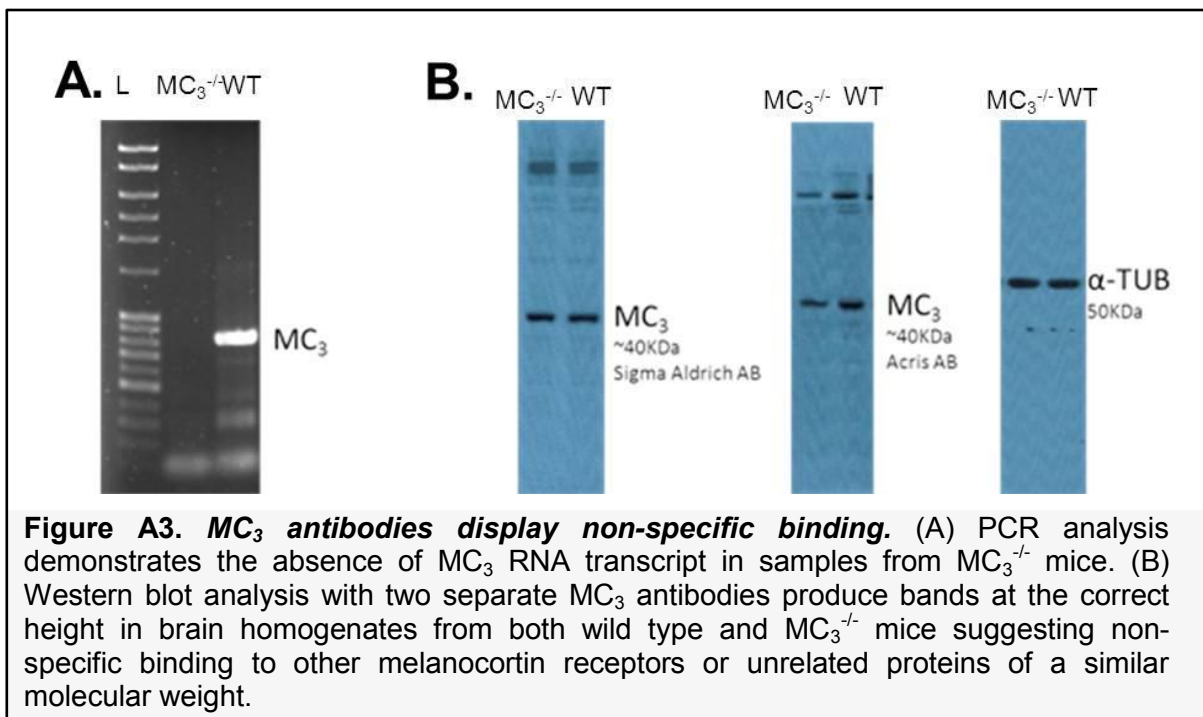 A. L MC₃⁻/⁻WT
MC₃
B. MC₃⁻/⁻ WT
MC₃
~40KDa
Sigma Aldrich AB
MC₃⁻/⁻ WT
MC₃
~40KDa
Acris AB
MC₃⁻/⁻WT
α-TUB
50KDa
Figure A3. MC₃ antibodies display non-specific binding. (A) PCR analysis
demonstrates the absence of MC₃ RNA transcript in samples from MC₃⁻/⁻ mice. (B)
Western blot analysis with two separate MC₃ antibodies produce bands at the correct
height in brain homogenates from both wild type and MC₃⁻/⁻ mice suggesting non-
specific binding to other melanocortin receptors or unrelated proteins of a similar
molecular weight.